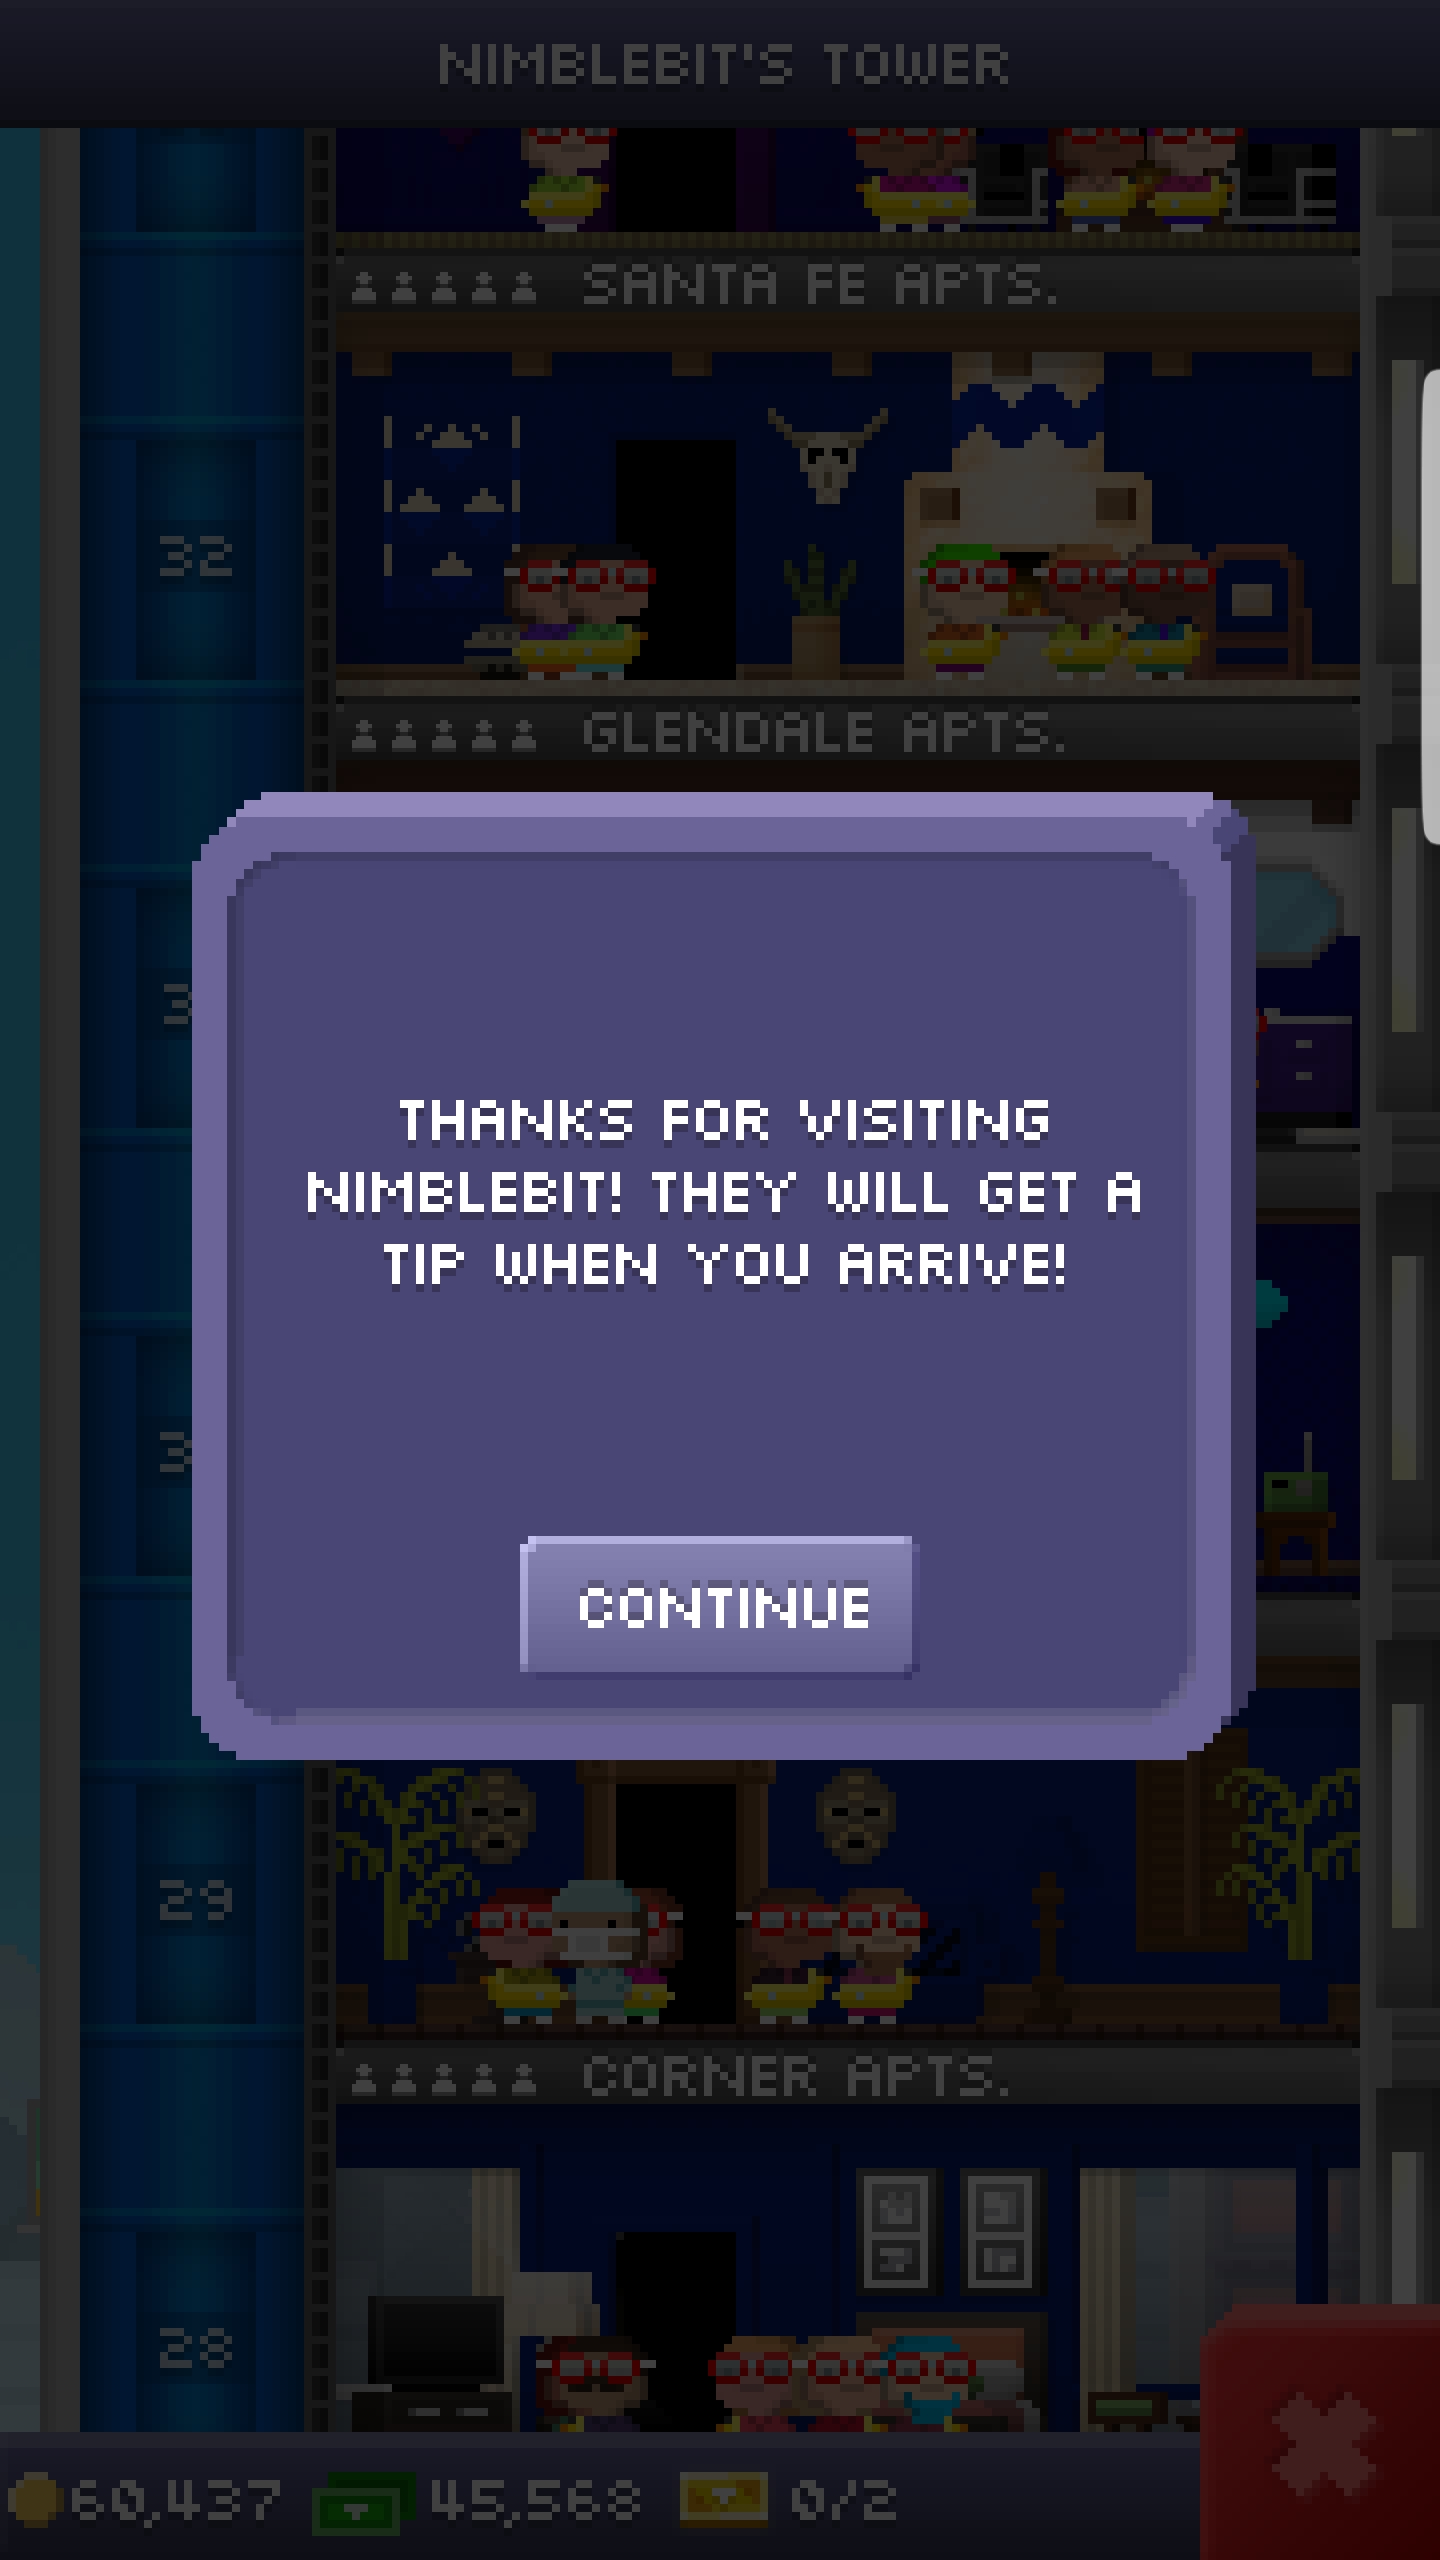 NIMBLEBIT'S TOWER
SANTA FE APTS.
32
GLENDALE APTS.
THANKS FOR VISITING
NIMBLEBIT! THEY WILL GET A
TIP WHEN YOU ARRIVE!
CONTINUE
29
CORNER APTS.
28
60,437 45,568 0/2